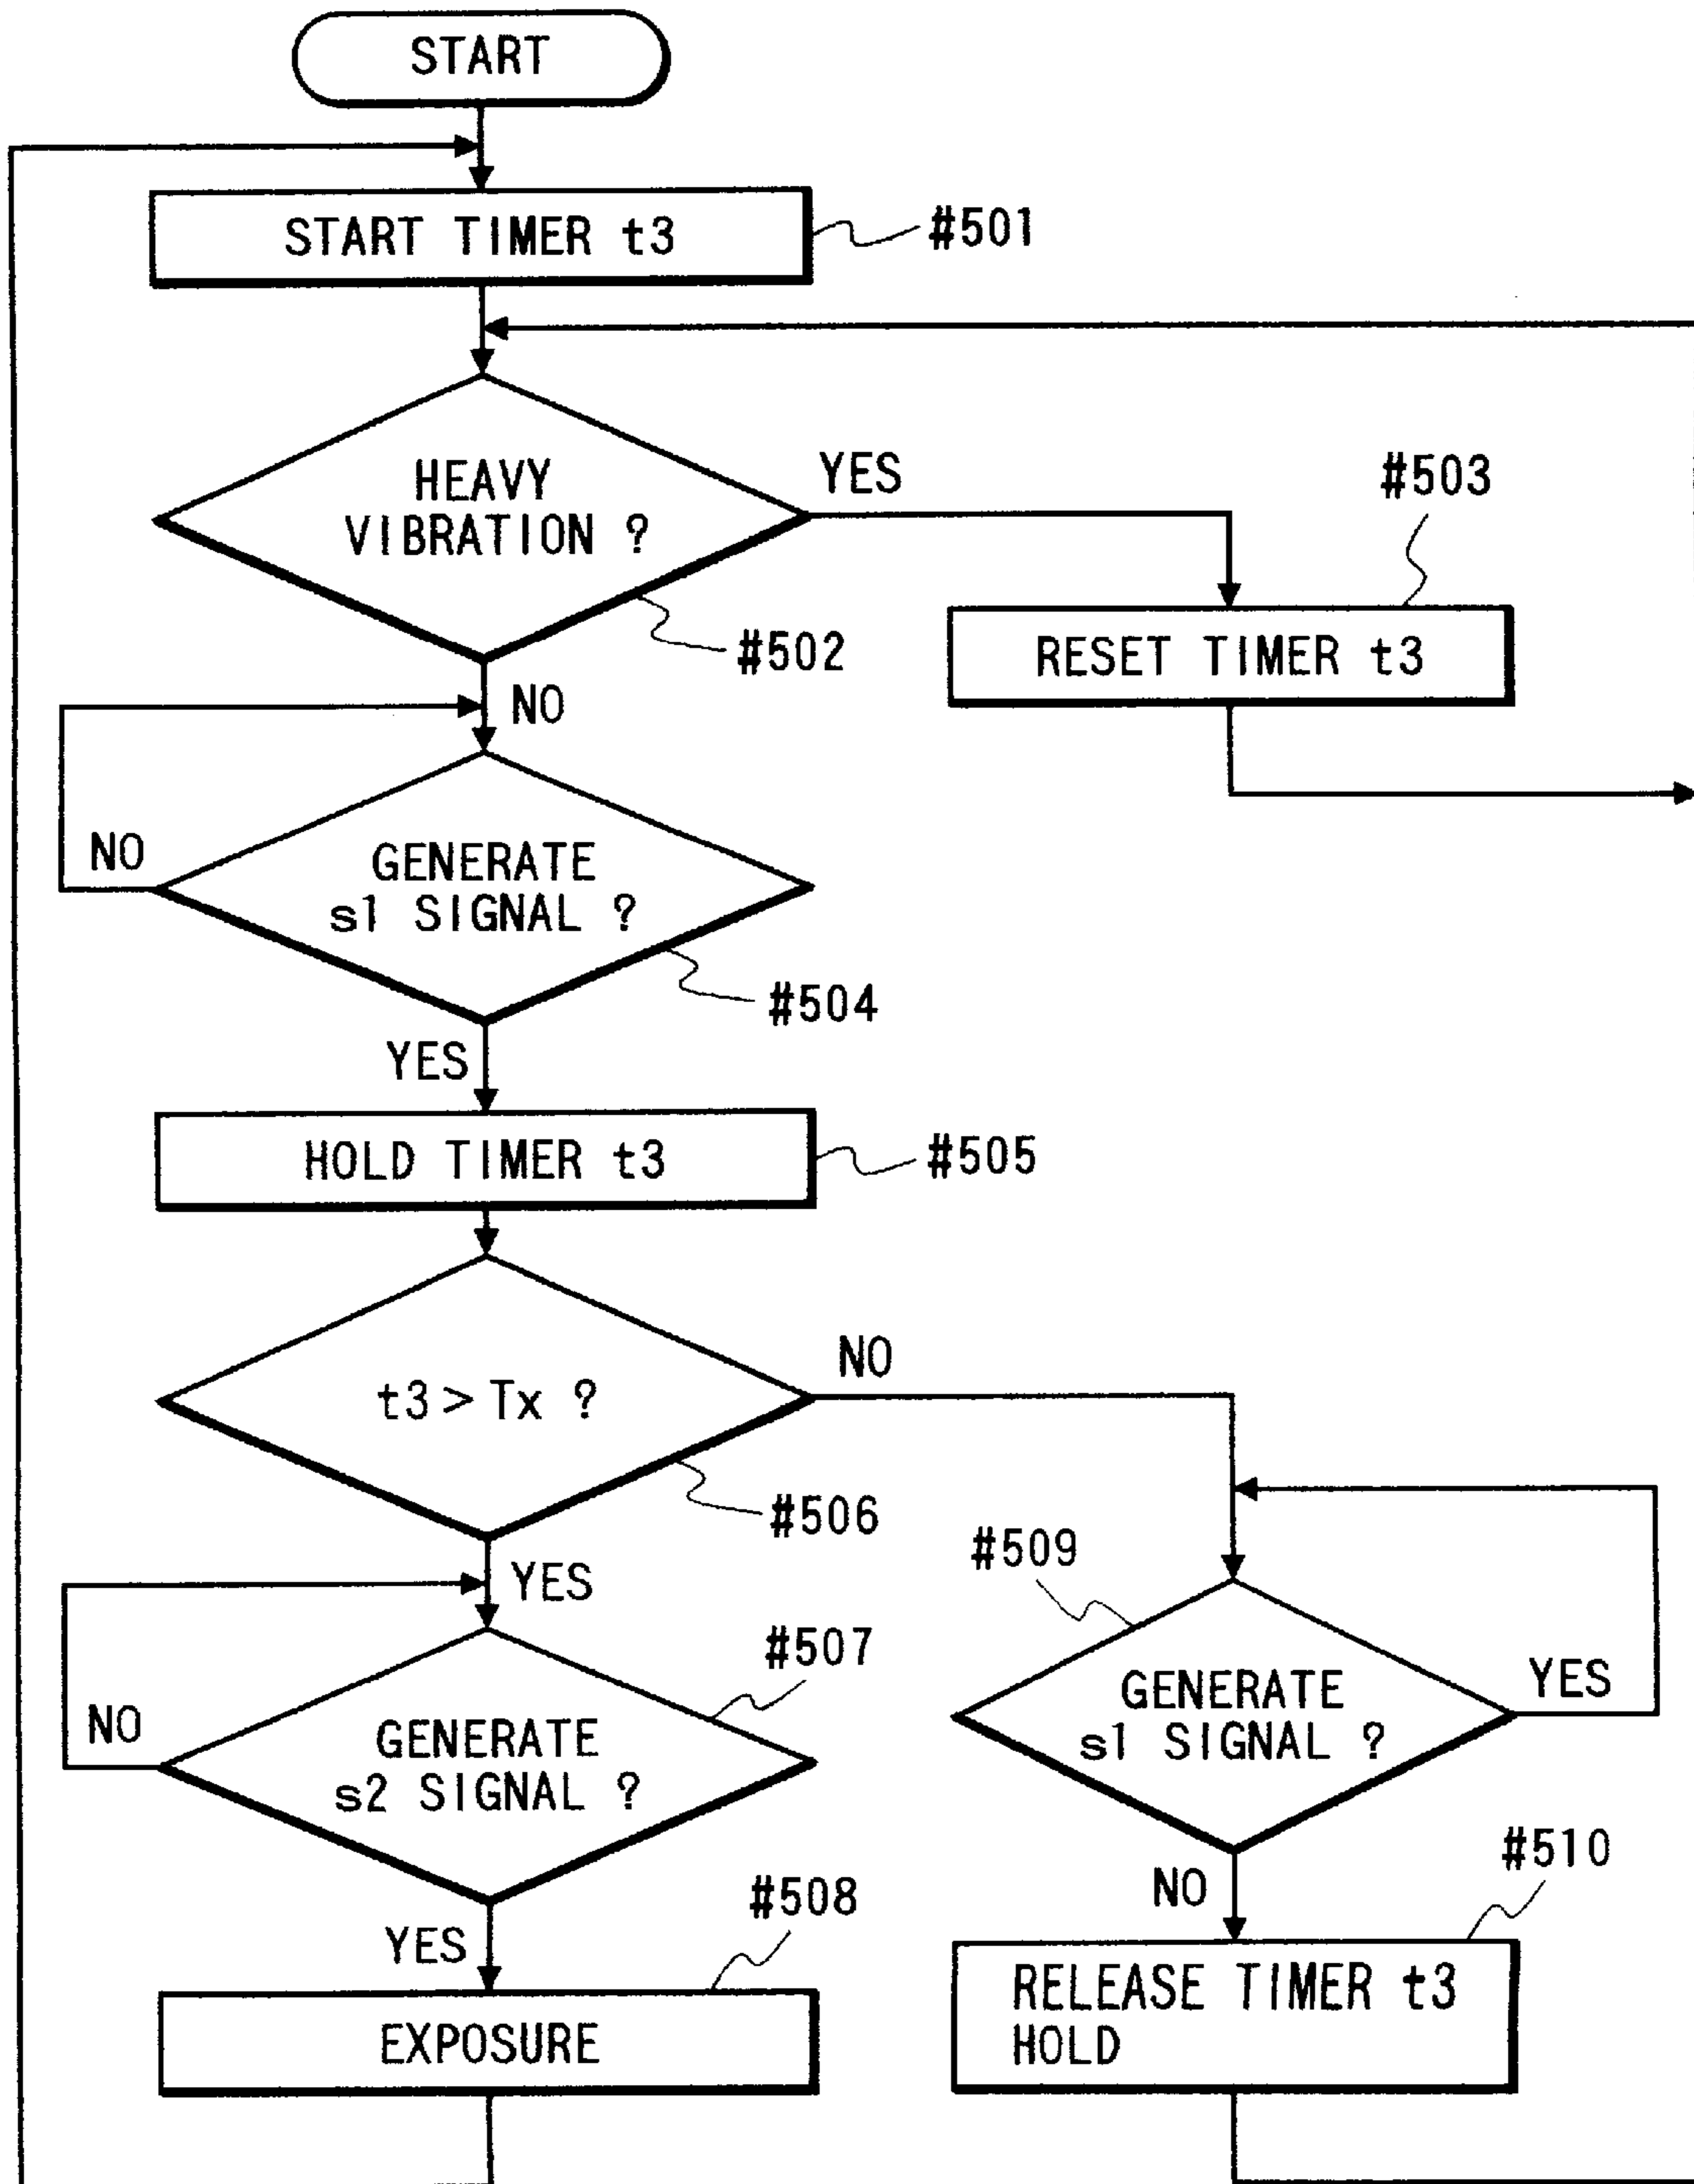 START
START TIMER t3
#501
HEAVY
VIBRATION ?
YES
#502
#503
RESET TIMER t3
NO
GENERATE
s1 SIGNAL ?
NO
#504
YES
HOLD TIMER t3
#505
t3 > Tx ?
NO
#506
YES
#507
GENERATE
s2 SIGNAL ?
NO
#509
GENERATE
s1 SIGNAL ?
YES
YES
#508
EXPOSURE
NO
#510
RELEASE TIMER t3
HOLD